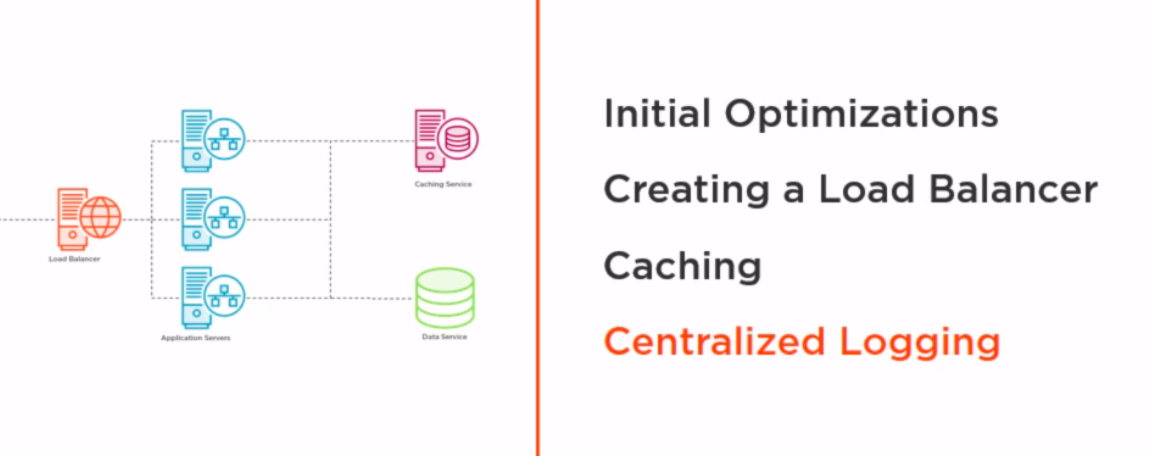 Caching Service
Load Balancer
Application Servers
Data Service
Initial Optimizations
Creating a Load Balancer
Caching
Centralized Logging